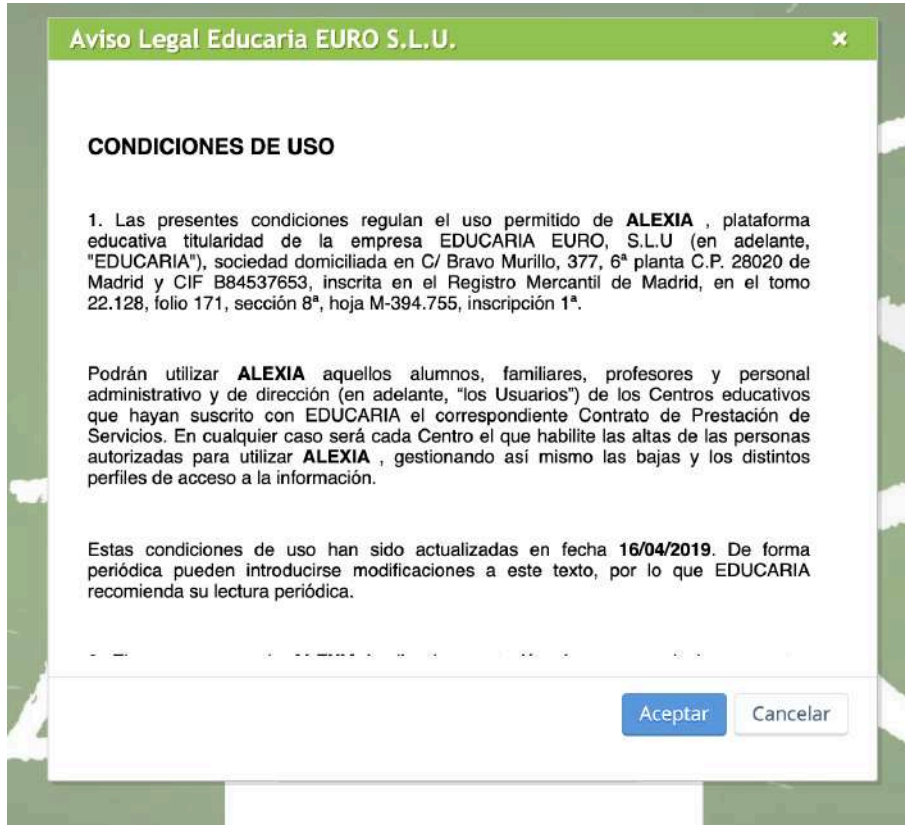 Aviso Legal Educaria EURO S.L.U.
CONDICIONES DE USO
1. Las presentes condiciones regulan el uso permitido de ALEXIA , plataforma
educativa titularidad de la empresa EDUCARIA EURO, S.L.U (en adelante,
"EDUCARIA"), sociedad domiciliada en C/ Bravo Murillo, 377, 6ª planta C.P. 28020 de
Madrid y CIF B84537653, inscrita en el Registro Mercantil de Madrid, en el tomo
22.128, folio 171, sección 8ª, hoja M-394.755, inscripción 1ª.
Podrán utilizar ALEXIA aquellos alumnos, familiares, profesores y personal
administrativo y de dirección (en adelante, “los Usuarios”) de los Centros educativos
que hayan suscrito con EDUCARIA el correspondiente Contrato de Prestación de
Servicios. En cualquier caso será cada Centro el que habilite las altas de las personas
autorizadas para utilizar ALEXIA , gestionando así mismo las bajas y los distintos
perfiles de acceso a la información.
Estas condiciones de uso han sido actualizadas en fecha 16/04/2019. De forma
periódica pueden introducirse modificaciones a este texto, por lo que EDUCARIA
recomienda su lectura periódica.
Aceptar Cancelar